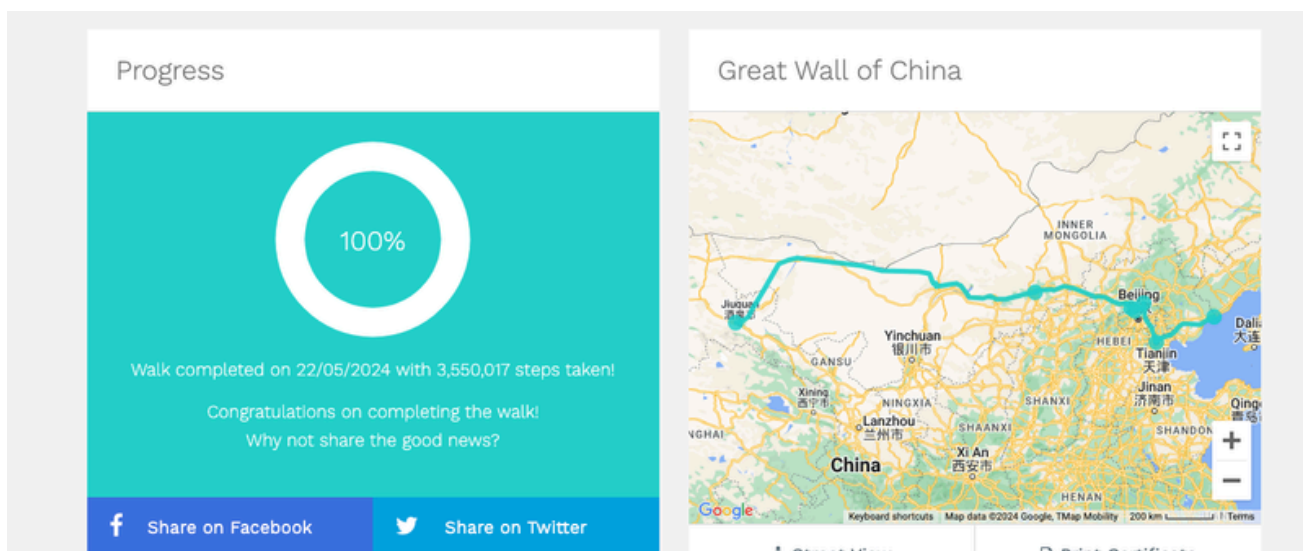 Progress
100%
Walk completed on 22/05/2024 with 3,550,017 steps taken!
Congratulations on completing the walk!
Why not share the good news?
Share on Facebook
Share on Twitter
Great Wall of China
INNER
MONGOLIA
Beijing
Jiuquan
Yinchuan
银川市
HEBEI
Tianjin
天津
GANSU
Xining
西宁市
NINGXIA
SHANXI
Jinan
济南市
Lanzhou
兰州市
SHAANXI
China
Xi An
西安市
HENAN
Google
Keyboard shortcuts
Map data ©2024 Google, TMap Mobility
200 km
Terms